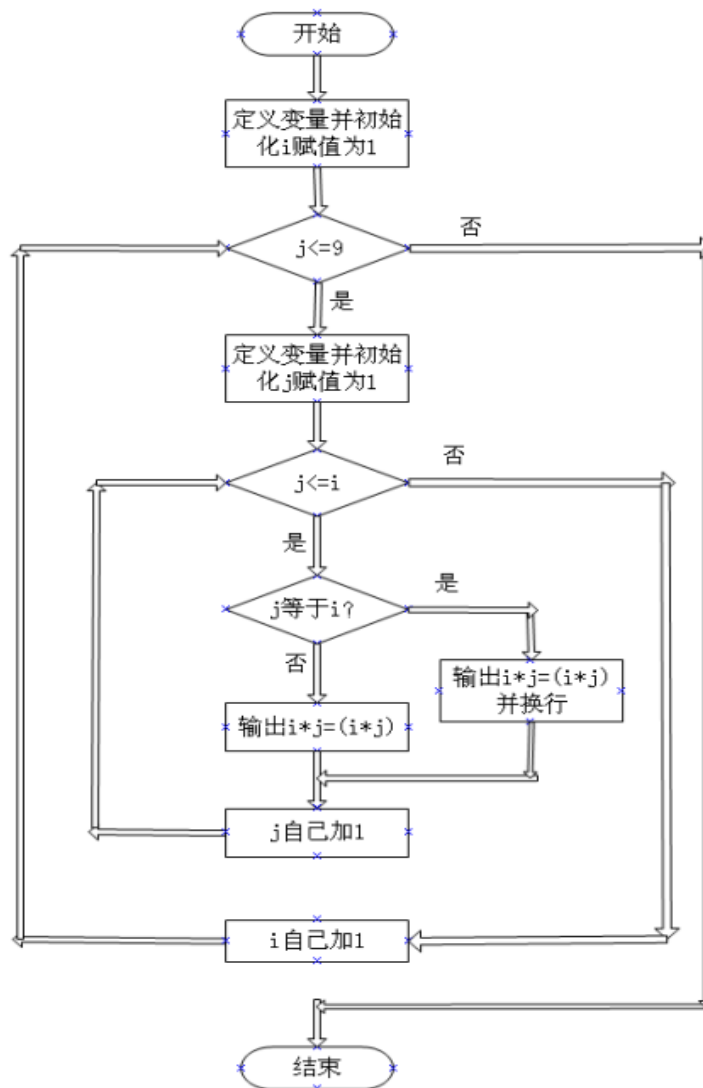 开始
定义变量并初始
化i赋值为1
否
j<=9
是
定义变量并初始
化j赋值为1
否
j<=i
是
是
j等于i?
否
输出i*j=(i*j)
并换行
输出i*j=(i*j)
j自己加1
i自己加1
结束